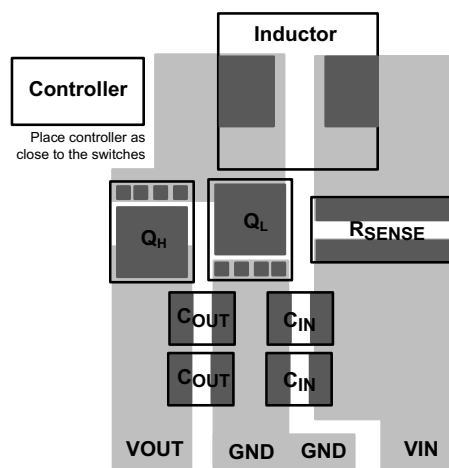 Inductor
Controller
Place controller as
close to the switches
QH
QL
RSENSE
COUT
CIN
COUT
CIN
VOUT
GND
GND
VIN